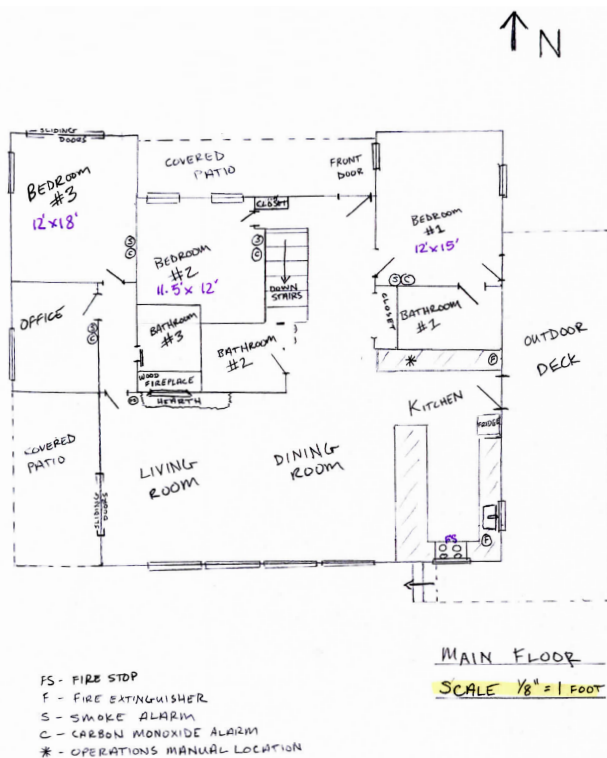 N
SLIDING
DOORS
BEDROOM
#3
12' x 18'
COVERED
PATIO
FRONT
DOOR
CLOSET
BEDROOM
#1
12' x 15'
S
C
BEDROOM
#2
11.5' x 12'
S
C
DOWN
STAIRS
S C
CLOSET
BATHROOM
#1
OFFICE
S
C
BATHROOM
#3
BATHROOM
#2
WOOD
FIREPLACE
HEARTH
* F
OUTDOOR
DECK
KITCHEN
FRIDGE
COVERED
PATIO
SLIDING
DOORS
LIVING
ROOM
DINING
ROOM
FS
F
MAIN FLOOR
SCALE 1/8" = 1 FOOT
FS - FIRE STOP
F - FIRE EXTINGUISHER
S - SMOKE ALARM
C - CARBON MONOXIDE ALARM
* - OPERATIONS MANUAL LOCATION